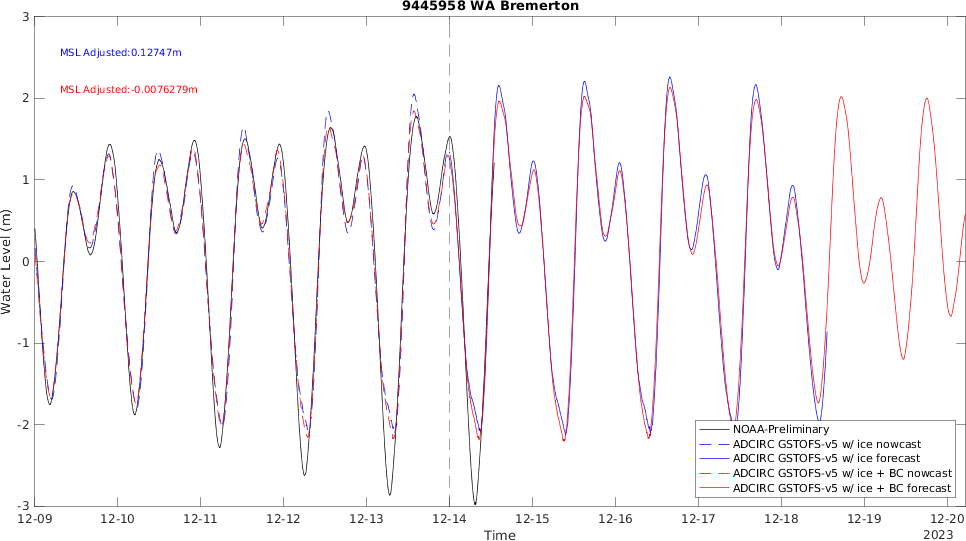 9445958 WA Bremerton
MSL Adjusted:0.12747m
MSL Adjusted:-0.0076279m
Water Level (m)
3
2
1
0
-1
-2
-3
NOAA-Preliminary
ADCIRC GSTOFS-v5 w/ ice nowcast
ADCIRC GSTOFS-v5 w/ ice forecast
ADCIRC GSTOFS-v5 w/ ice + BC nowcast
ADCIRC GSTOFS-v5 w/ ice + BC forecast
12-09 12-10 12-11 12-12 12-13 12-14 12-15 12-16 12-17 12-18 12-19 12-20
Time 2023